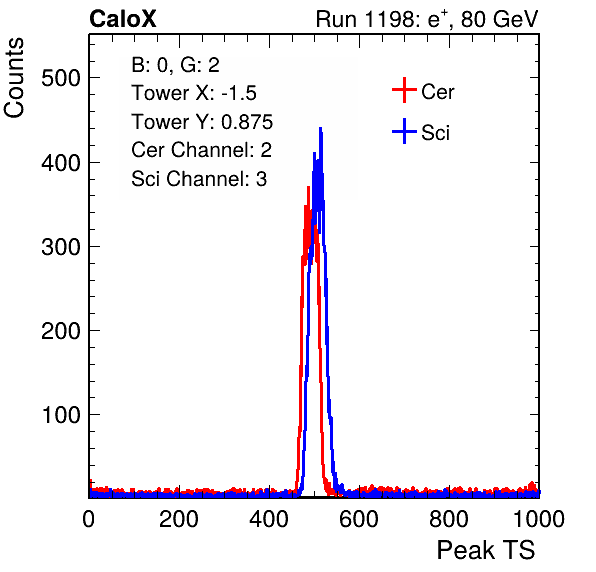 CaloX Run 1198: e⁺, 80 GeV
Counts
B: 0, G: 2
Tower X: -1.5
Tower Y: 0.875
Cer Channel: 2
Sci Channel: 3
Cer
Sci
500
400
300
200
100
0 200 400 600 800 1000
Peak TS